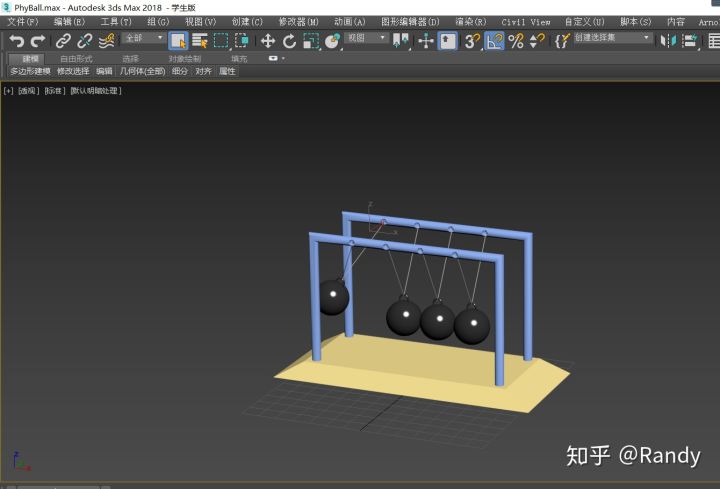 PhyBall.max - Autodesk 3ds Max 2018 - 学生版
文件(F) 编辑(E) 工具(T) 组(G) 视图(V) 创建(C) 修改器(M) 动画(A) 图形编辑器(D) 渲染(R) Civil View 自定义(U) 脚本(S) 内容 Arno
全部 视图 3 创建选择集
建模 自由形式 选择 对象绘制 填充
多边形建模 修改选择 编辑 几何体(全部) 细分 对齐 属性
[+] [透视] [标准] [默认明暗处理]
z
x
知乎 @Randy
z
x